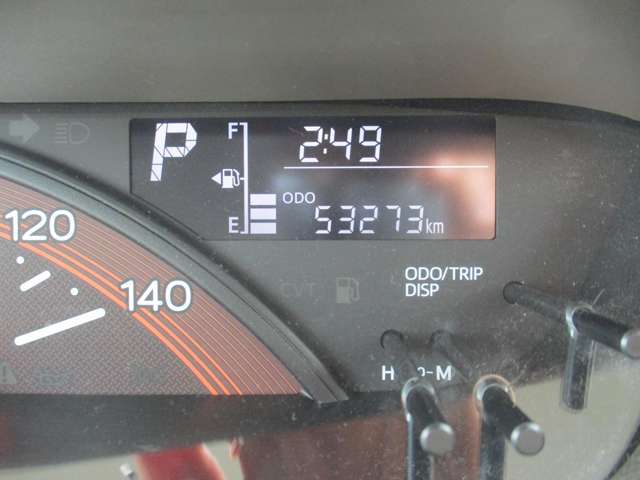 P
F
2:49
E
ODO
53273km
120
140
CVT
ODO/TRIP
DISP
H
-M